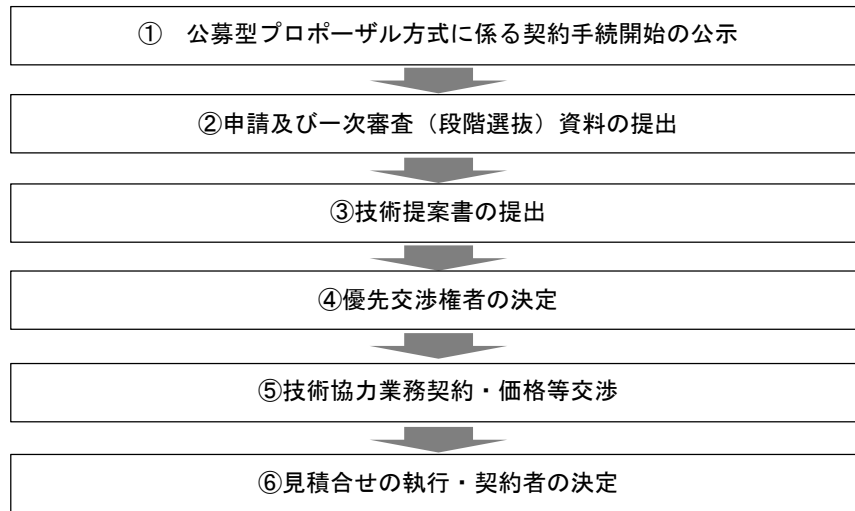 ①　公募型プロポーザル方式に係る契約手続開始の公示
②申請及び一次審査（段階選抜）資料の提出
③技術提案書の提出
④優先交渉権者の決定
⑤技術協力業務契約・価格等交渉
⑥見積合せの執行・契約者の決定